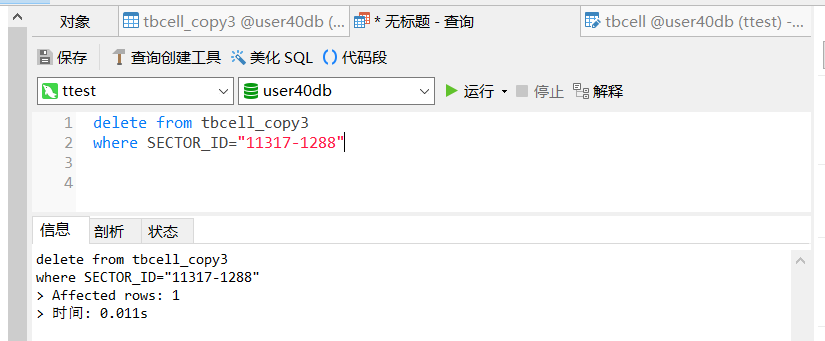 对象 tbcell_copy3 @user40db (... * 无标题 - 查询 tbcell @user40db (ttest) -...
保存 查询创建工具 美化 SQL () 代码段
ttest user40db 运行 停止 解释
1 delete from tbcell_copy3
2 where SECTOR_ID="11317-1288"
3
4
信息 剖析 状态
delete from tbcell_copy3
where SECTOR_ID="11317-1288"
> Affected rows: 1
> 时间: 0.011s